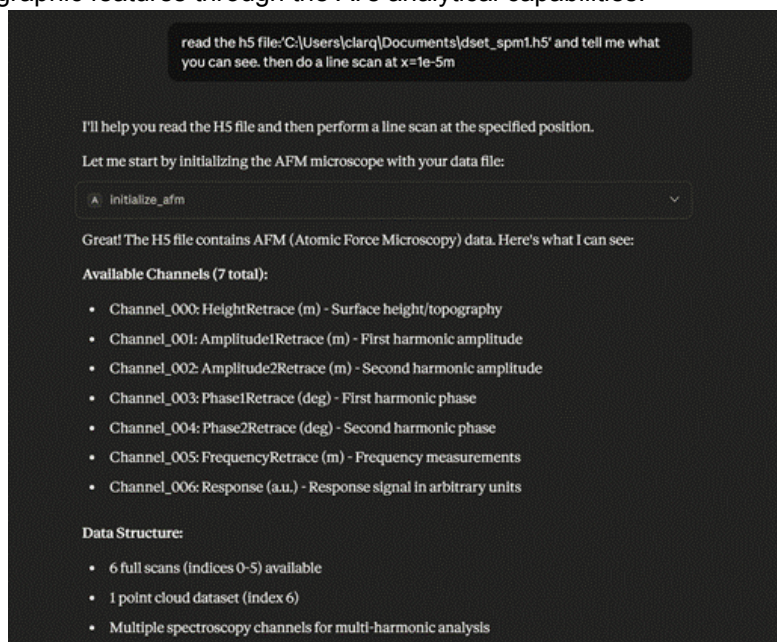 graphic features through the AI's analytical capabilities.
read the h5 file:'C:\Users\clarq\Documents\dset_spm1.h5' and tell me what
you can see. then do a line scan at x=1e-5m
I'll help you read the H5 file and then perform a line scan at the specified position.
Let me start by initializing the AFM microscope with your data file:
A initialize_afm
Great! The H5 file contains AFM (Atomic Force Microscopy) data. Here's what I can see:
Available Channels (7 total):
• Channel_000: HeightRetrace (m) - Surface height/topography
• Channel_001: Amplitude1Retrace (m) - First harmonic amplitude
• Channel_002: Amplitude2Retrace (m) - Second harmonic amplitude
• Channel_003: Phase1Retrace (deg) - First harmonic phase
• Channel_004: Phase2Retrace (deg) - Second harmonic phase
• Channel_005: FrequencyRetrace (m) - Frequency measurements
• Channel_006: Response (a.u.) - Response signal in arbitrary units
Data Structure:
• 6 full scans (indices 0-5) available
• 1 point cloud dataset (index 6)
• Multiple spectroscopy channels for multi-harmonic analysis